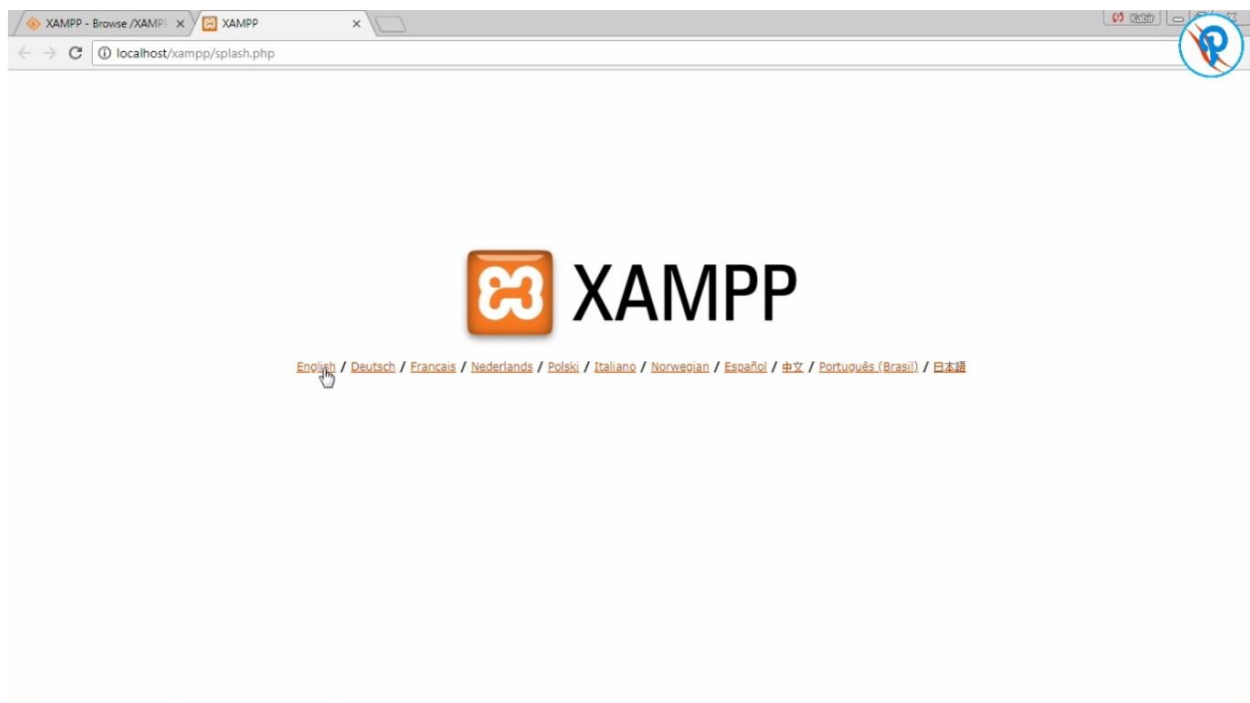 XAMPP - Browse /XAMPP
XAMPP
localhost/xampp/splash.php
XAMPP
English / Deutsch / Francais / Nederlands / Polski / Italiano / Norwegian / Español / 中文 / Português (Brasil) / 日本語